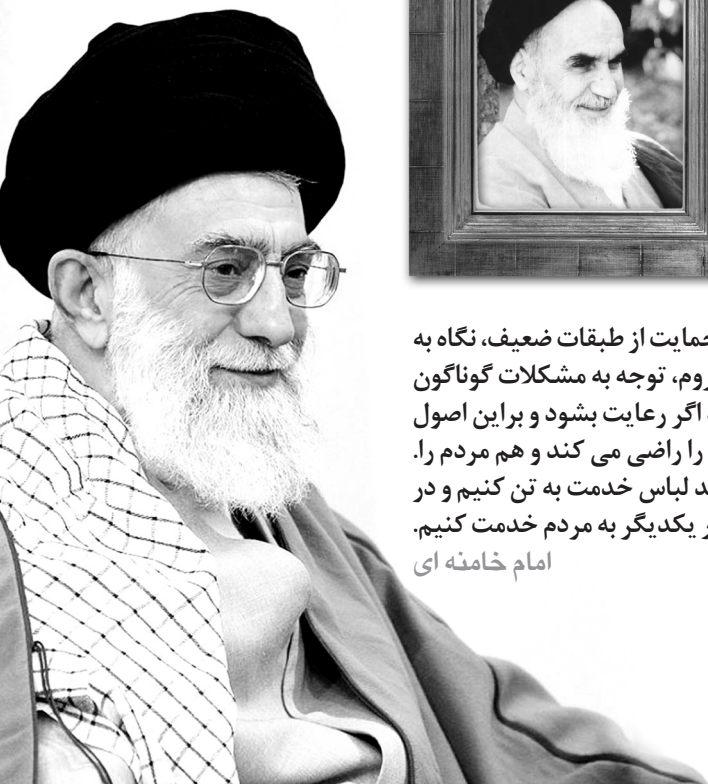 حمایت از طبقات ضعیف، نگاه به
روم، توجه به مشکلات گوناگون
اگر رعایت بشود و براین اصول
را راضی می کند و هم مردم را.
ند لباس خدمت به تن کنیم و در
ر یکدیگر به مردم خدمت کنیم.
امام خامنه ای